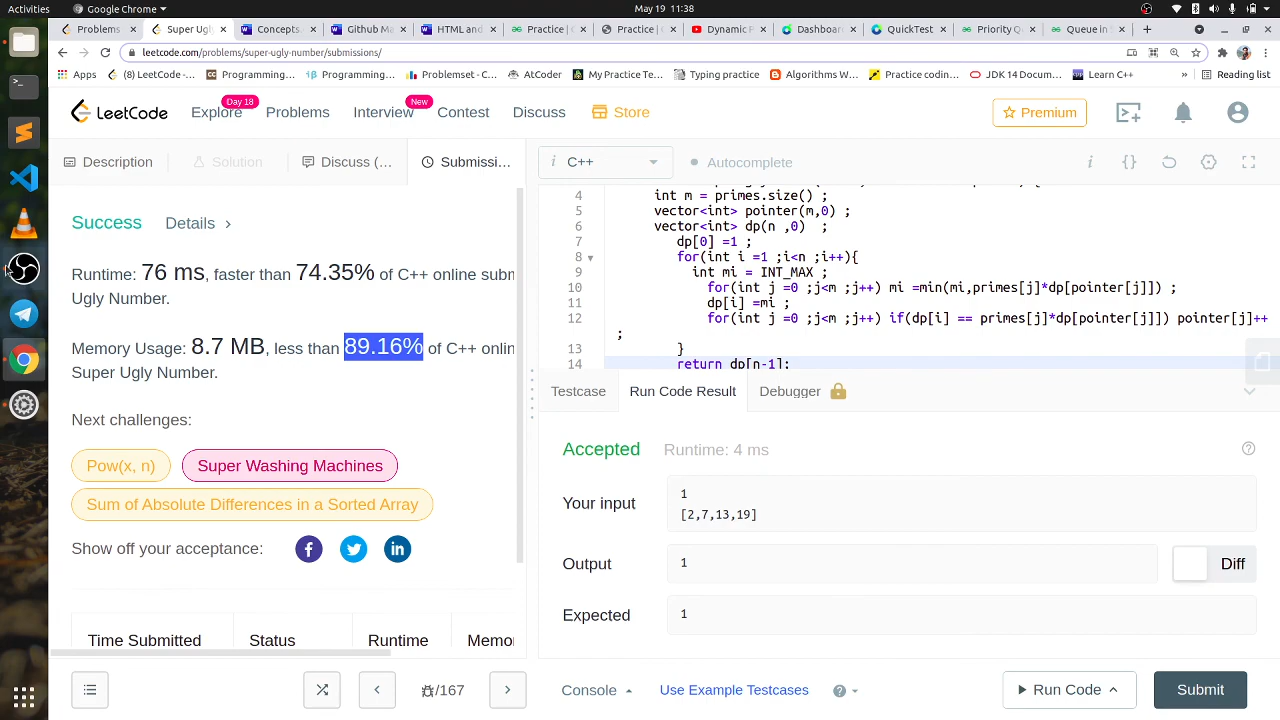 Activities Google Chrome May 19 11:38
Problems × Super Ugly × Concepts × Github Ma × HTML and × Practice | × Practice | × Dynamic P × Dashboar × QuickTest × Priority Q × Queue in ×
leetcode.com/problems/super-ugly-number/submissions/
Apps (8) LeetCode -... Programming... Programming... Problemset - C... AtCoder My Practice Te... Typing practice Algorithms W... Practice codin... JDK 14 Docum... Learn C++ » Reading list
LeetCode Explore Day 18 Problems Interview New Contest Discuss Store Premium
Description Solution Discuss (... Submissi... i C++ Autocomplete
4 int m = primes.size() ;
5 vector<int> pointer(m,0) ;
6 vector<int> dp(n ,0)  ;
7 dp[0] =1 ;
8 for(int i =1 ;i<n ;i++){
9 int mi = INT_MAX ;
10 for(int j =0 ;j<m ;j++) mi =min(mi,primes[j]*dp[pointer[j]]) ;
11 dp[i] =mi ;
12 for(int j =0 ;j<m ;j++) if(dp[i] == primes[j]*dp[pointer[j]]) pointer[j]++
;
13 }
14 return dp[n-1];
Success Details ›
Runtime: 76 ms, faster than 74.35% of C++ online subm
Ugly Number.
Memory Usage: 8.7 MB, less than 89.16% of C++ onlin
Super Ugly Number.
Next challenges:
Pow(x, n) Super Washing Machines
Sum of Absolute Differences in a Sorted Array
Show off your acceptance:
Time Submitted Status Runtime Memo
Testcase Run Code Result Debugger
Accepted Runtime: 4 ms
Your input
1
[2,7,13,19]
Output 1 Diff
Expected 1
/167
Console Use Example Testcases Run Code Submit